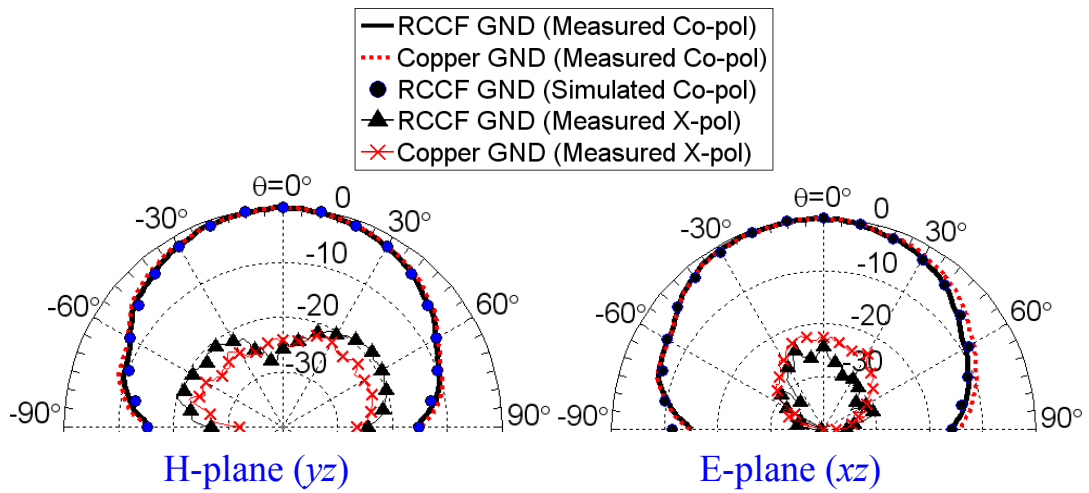 RCCF GND (Measured Co-pol)
Copper GND (Measured Co-pol)
RCCF GND (Simulated Co-pol)
RCCF GND (Measured X-pol)
Copper GND (Measured X-pol)
θ=0°
0
-30°
30°
-10
-60°
60°
-20
-30
-90°
90°
H-plane (yz)
θ=0°
0
-30°
30°
-10
-60°
60°
-20
-30
-90°
90°
E-plane (xz)